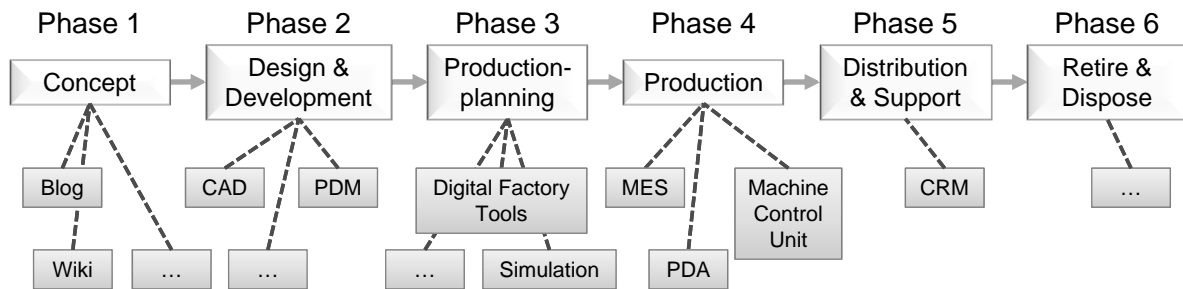 Phase 1
Phase 2
Phase 3
Phase 4
Phase 5
Phase 6
Concept
Design &
Development
Production-
planning
Production
Distribution
& Support
Retire &
Dispose
Blog
CAD
PDM
Digital Factory
Tools
MES
Machine
Control
Unit
CRM
…
Wiki
…
…
…
Simulation
PDA